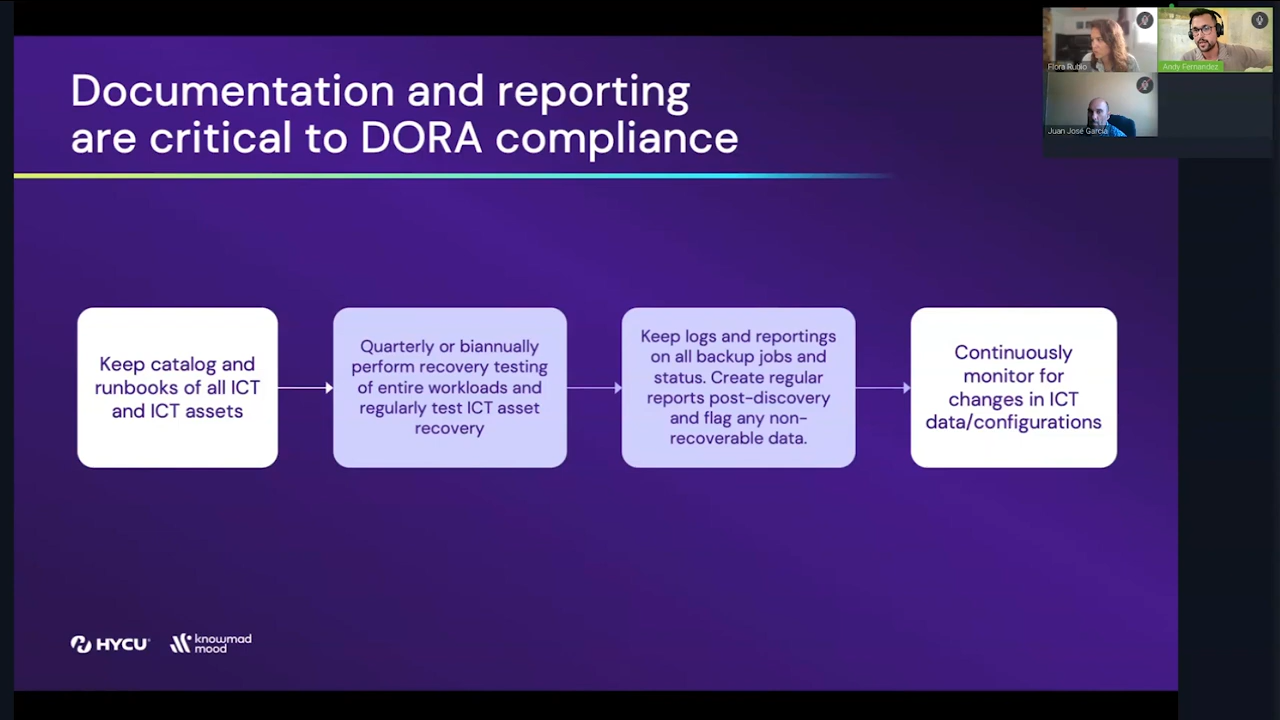 Documentation and reporting
are critical to DORA compliance
Keep catalog and
runbooks of all ICT
and ICT assets
Quarterly or biannually
perform recovery testing
of entire workloads and
regularly test ICT asset
recovery
Keep logs and reportings
on all backup jobs and
status. Create regular
reports post-discovery
and flag any non-
recoverable data.
Continuously
monitor for
changes in ICT
data/configurations
HYCU
knowmad
mood
Flora Rubio
Andy Fernandez
Juan José García